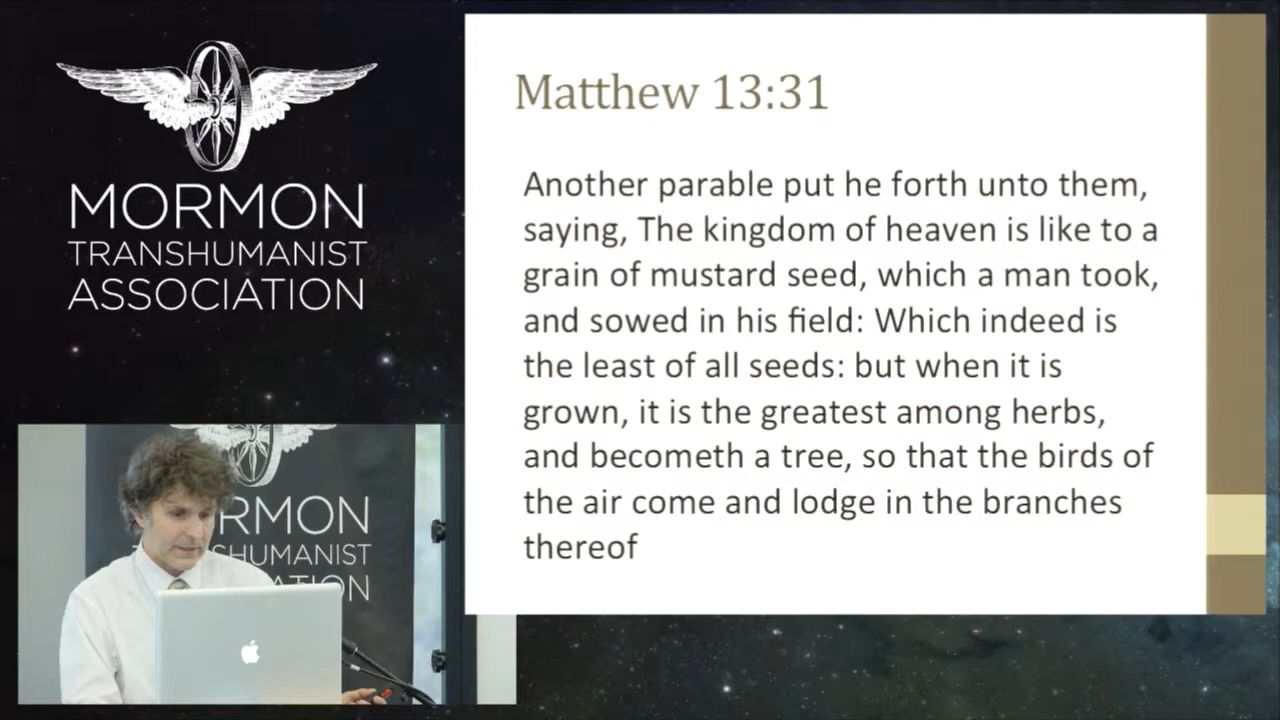 MORMON
TRANSHUMANIST
ASSOCIATION
Matthew 13:31
Another parable put he forth unto them,
saying, The kingdom of heaven is like to a
grain of mustard seed, which a man took,
and sowed in his field: Which indeed is
the least of all seeds: but when it is
grown, it is the greatest among herbs,
and becometh a tree, so that the birds of
the air come and lodge in the branches
thereof
RMON
SHUMANIST
ATION